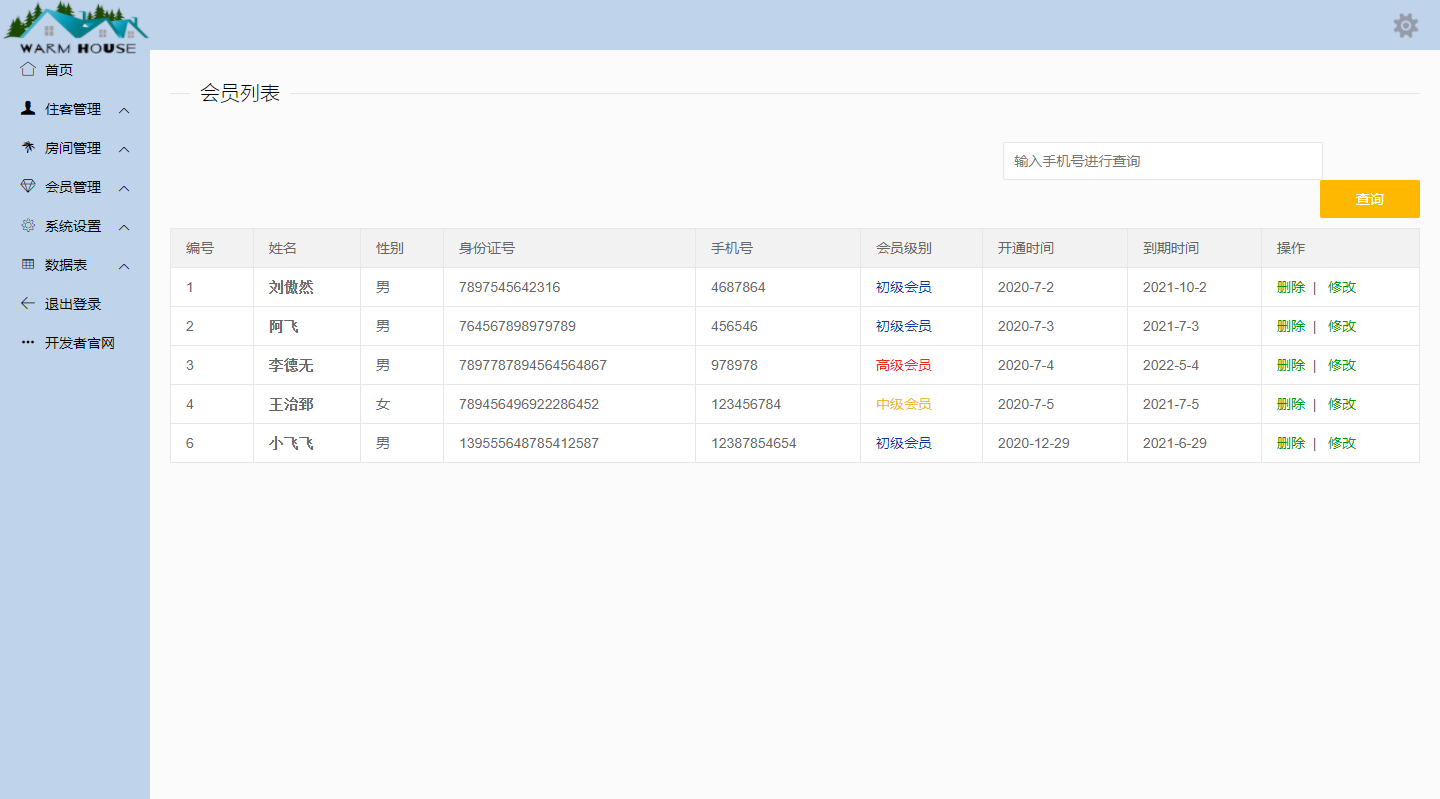 WARM HOUSE
首页
住客管理
房间管理
会员管理
系统设置
数据表
退出登录
开发者官网
会员列表
输入手机号进行查询
查询
编号 姓名 性别 身份证号 手机号 会员级别 开通时间 到期时间 操作
1 刘傲然 男 7897545642316 4687864 初级会员 2020-7-2 2021-10-2 删除 | 修改
2 阿飞 男 764567898979789 456546 初级会员 2020-7-3 2021-7-3 删除 | 修改
3 李德无 男 7897787894564564867 978978 高级会员 2020-7-4 2022-5-4 删除 | 修改
4 王治郅 女 789456496922286452 123456784 中级会员 2020-7-5 2021-7-5 删除 | 修改
6 小飞飞 男 139555648785412587 12387854654 初级会员 2020-12-29 2021-6-29 删除 | 修改